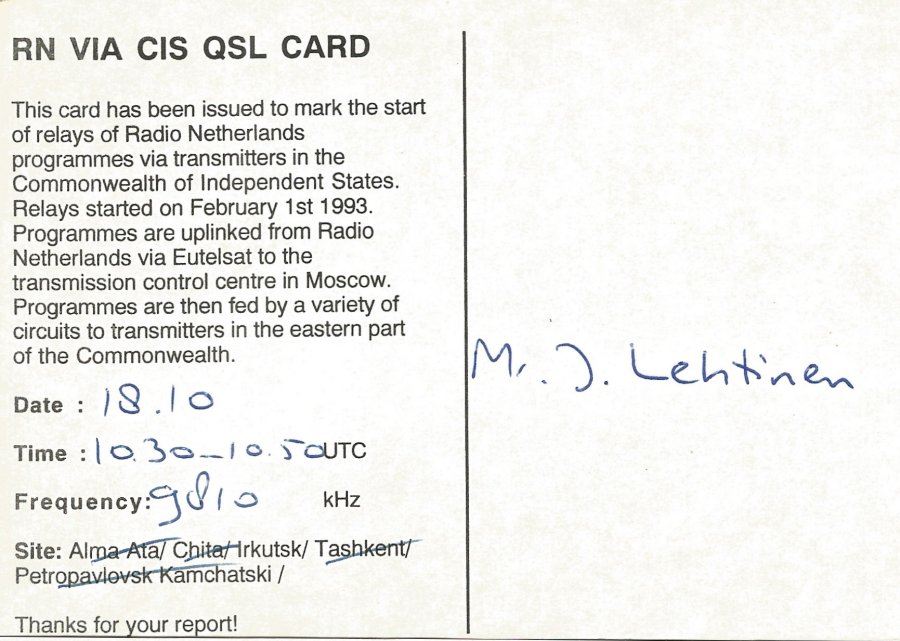 RN VIA CIS QSL CARD
This card has been issued to mark the start
of relays of Radio Netherlands
programmes via transmitters in the
Commonwealth of Independent States.
Relays started on February 1st 1993.
Programmes are uplinked from Radio
Netherlands via Eutelsat to the
transmission control centre in Moscow.
Programmes are then fed by a variety of
circuits to transmitters in the eastern part
of the Commonwealth.
Date : 18.10
Time : 10.30-10.50 UTC
Frequency: 9810 kHz
Site: Alma-Ata/ Chita/ Irkutsk/ Tashkent/
Petropavlovsk Kamchatski /
Thanks for your report!
Mr. J. Lehtinen